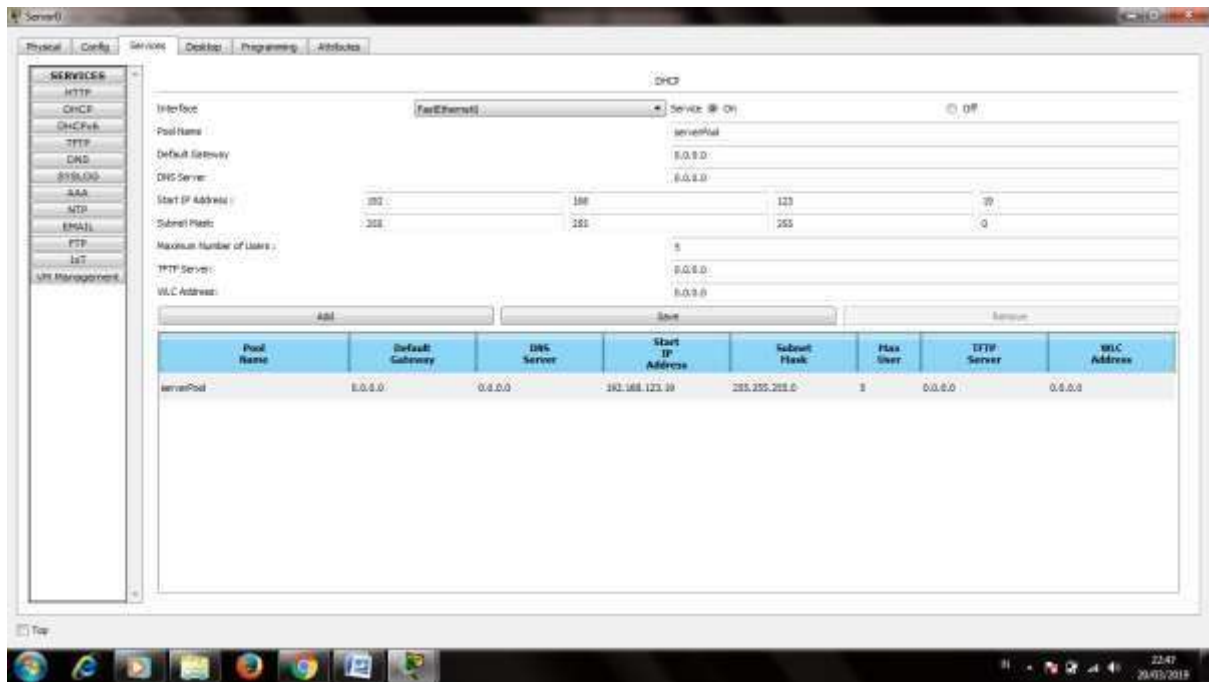 Server0
Physical Config Services Desktop Programming Attributes
SERVICES
HTTP
DHCP
DHCPv6
TFTP
DNS
SYSLOG
AAA
NTP
EMAIL
FTP
IoT
VM Management
DHCP
Interface FastEthernet0 Service On Off
Pool Name serverPool
Default Gateway 0.0.0.0
DNS Server 0.0.0.0
Start IP Address : 192 168 123
Subnet Mask: 255 255 255 0
Maximum Number of Users : 5
TFTP Server: 0.0.0.0
WLC Address: 0.0.0.0
Add Save Remove
Pool Name Default Gateway DNS Server Start IP Address Subnet Mask Max User TFTP Server WLC Address
serverPool 0.0.0.0 0.0.0.0 255.255.255.0 5 0.0.0.0 0.0.0.0
Top
22:47
20/03/2019